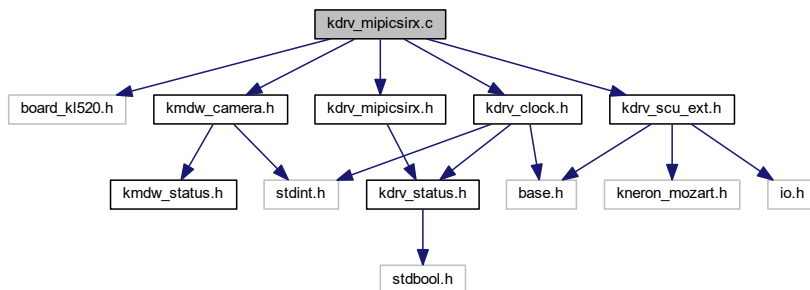 kdrv_mipicsirx.c
board_kl520.h
kmdw_camera.h
kdrv_mipicsirx.h
kdrv_clock.h
kdrv_scu_ext.h
kmdw_status.h
stdint.h
kdrv_status.h
base.h
kneron_mozart.h
io.h
stdbool.h